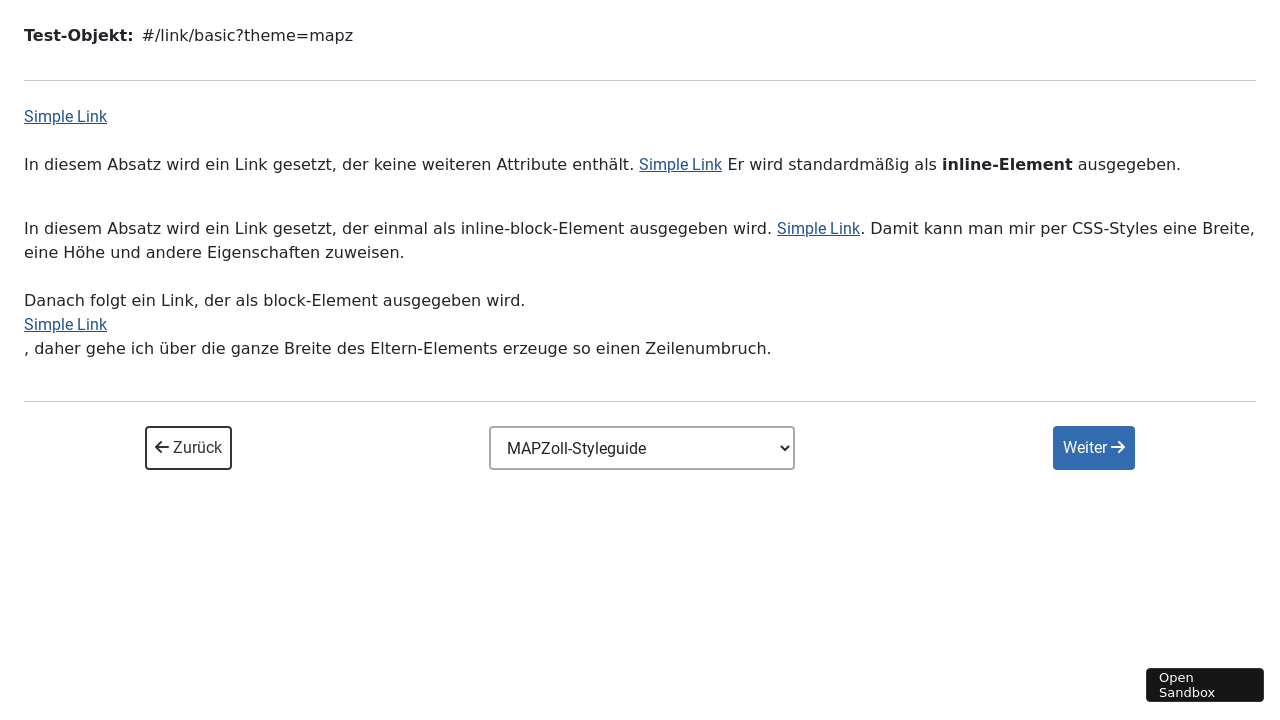 Test-Objekt: #/link/basic?theme=mapz
Simple Link
In diesem Absatz wird ein Link gesetzt, der keine weiteren Attribute enthält. Simple Link Er wird standardmäßig als inline-Element ausgegeben.
In diesem Absatz wird ein Link gesetzt, der einmal als inline-block-Element ausgegeben wird. Simple Link. Damit kann man mir per CSS-Styles eine Breite,
eine Höhe und andere Eigenschaften zuweisen.
Danach folgt ein Link, der als block-Element ausgegeben wird.
Simple Link
, daher gehe ich über die ganze Breite des Eltern-Elements erzeuge so einen Zeilenumbruch.
← Zurück
MAPZoll-Styleguide
Weiter →
Open
Sandbox